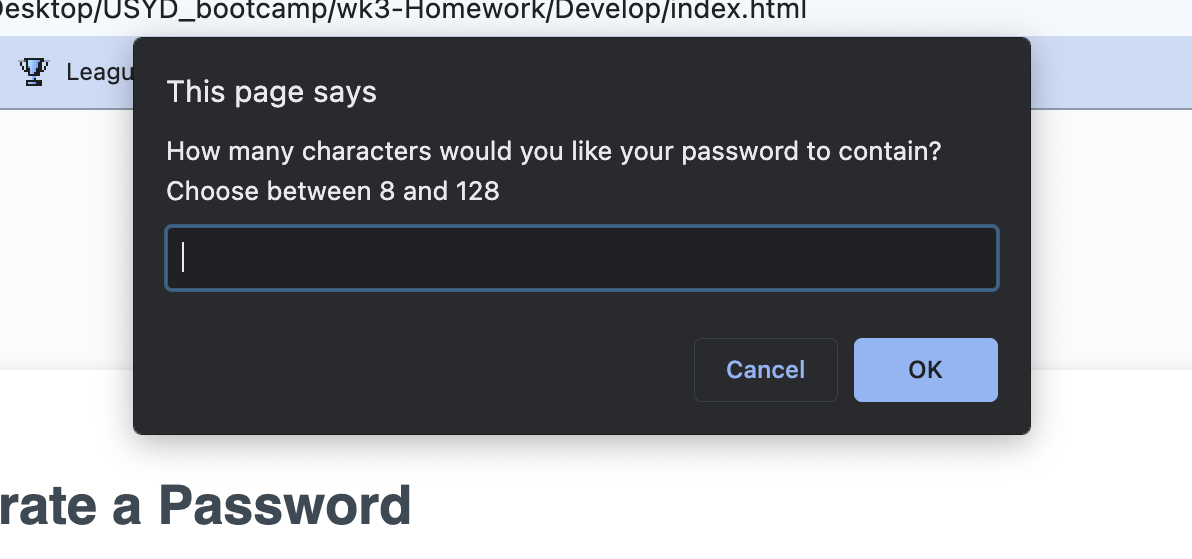 Desktop/USYD_bootcamp/wk3-Homework/Develop/index.html
Leagu
This page says
How many characters would you like your password to contain?
Choose between 8 and 128
Cancel
OK
rate a Password